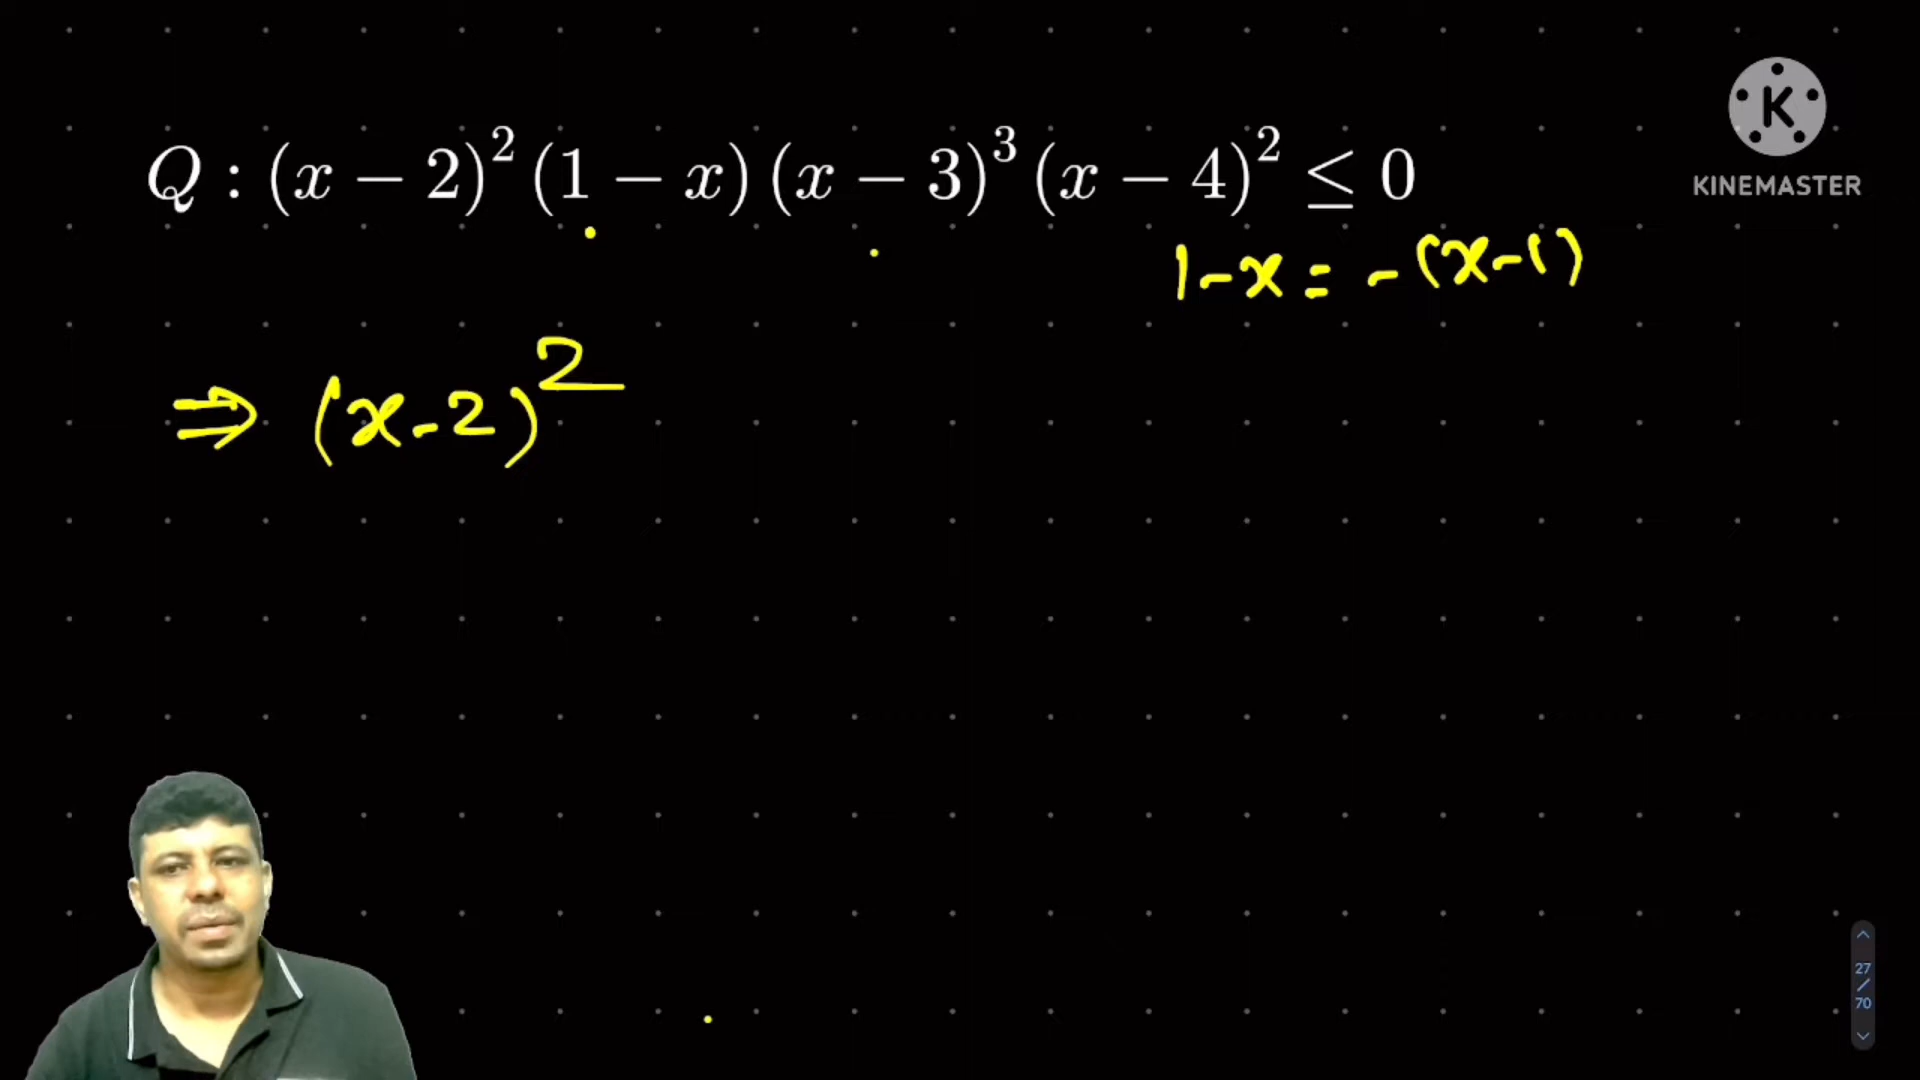 Q : (x − 2)² (1 − x) (x − 3)³ (x − 4)² ≤ 0
K
KINEMASTER
1-x = -(x-1)
⇒ (x-2)²
27
/
70